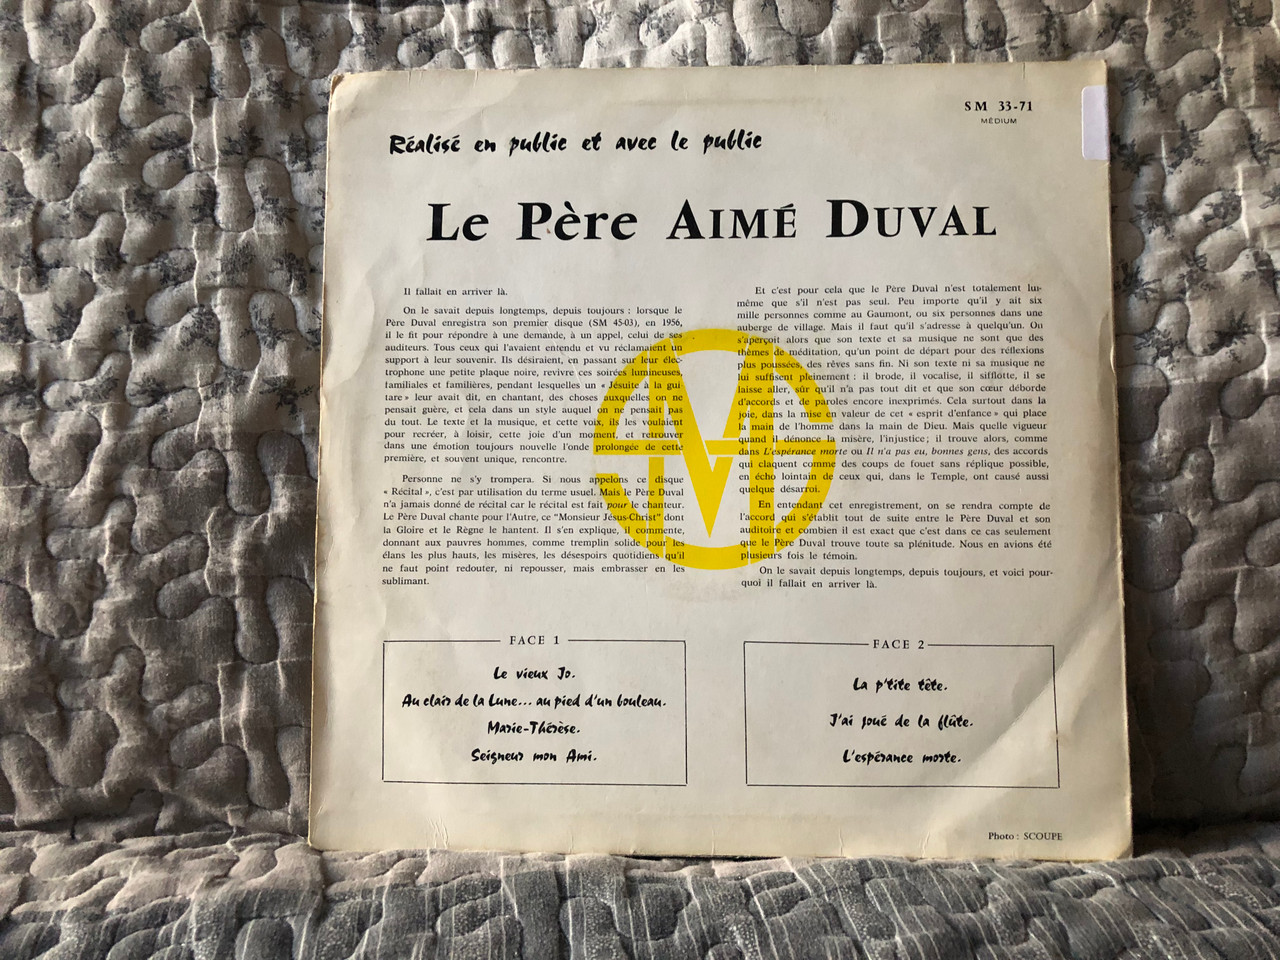 SM 33-71
MÉDIUM
Réalisé en public et avec le public
Le Père AIMÉ DUVAL
Il fallait en arriver là.
On le savait depuis longtemps, depuis toujours : lorsque le
Père Duval enregistra son premier disque (SM 45-03), en 1956,
il le fit pour répondre à une demande, à un appel, celui de ses
auditeurs. Tous ceux qui l'avaient entendu et vu réclamaient un
support à leur souvenir. Ils désiraient, en passant sur leur élec-
trophone une petite plaque noire, revivre ces soirées lumineuses,
familiales et familières, pendant lesquelles un « Jésuite à la gui-
tare » leur avait dit, en chantant, des choses auxquelles on ne
pensait guère, et cela dans un style auquel on ne pensait pas
du tout. Le texte et la musique, et cette voix, ils les voulaient
pour recréer, à loisir, cette joie d'un moment, et retrouver
dans une émotion toujours nouvelle l'onde prolongée de cette
première, et souvent unique, rencontre.
Personne ne s'y trompera. Si nous appelons ce disque
« Récital », c'est par utilisation du terme usuel. Mais le Père Duval
n'a jamais donné de récital car le récital est fait pour le chanteur.
Le Père Duval chante pour l'Autre, ce "Monsieur Jésus-Christ" dont
la Gloire et le Règne le hantent. Il s'en explique, il commente,
donnant aux pauvres hommes, comme tremplin solide pour les
élans les plus hauts, les misères, les désespoirs quotidiens qu'il
ne faut point redouter, ni repousser, mais embrasser en les
sublimant.
Et c'est pour cela que le Père Duval n'est totalement lui-
même que s'il n'est pas seul. Peu importe qu'il y ait six
mille personnes comme au Gaumont, ou six personnes dans une
auberge de village. Mais il faut qu'il s'adresse à quelqu'un. On
s'aperçoit alors que son texte et sa musique ne sont que des
thèmes de méditation, qu'un point de départ pour des réflexions
plus poussées, des rêves sans fin. Ni son texte ni sa musique ne
lui suffisent pleinement : il brode, il vocalise, il sifflotte, il se
laisse aller, sûr qu'il n'a pas tout dit et que son cœur déborde
d'accords et de paroles encore inexprimés. Cela surtout dans la
joie, dans la mise en valeur de cet « esprit d'enfance » qui place
la main de l'homme dans la main de Dieu. Mais quelle vigueur
quand il dénonce la misère, l'injustice ; il trouve alors, comme
dans L'espérance morte ou Il n'a pas eu, bonnes gens, des accords
qui claquent comme des coups de fouet sans réplique possible,
qu écho lointain de ceux qui, dans le Temple, ont causé aussi
quelque désarroi.
En entendant cet enregistrement, on se rendra compte de
l'accord qui s'établit tout de suite entre le Père Duval et son
auditoire et combien il est exact que c'est dans ce cas seulement
que le Père Duval trouve toute sa plénitude. Nous en avions été
plusieurs fois le témoin.
On le savait depuis longtemps, depuis toujours, et voici pour-
quoi il fallait en arriver là.
FACE 1
Le vieux Jo.
Au clair de la Lune... au pied d'un bouleau.
Marie-Thérèse.
Seigneur mon Ami.
FACE 2
La p'tite tête.
J'ai joué de la flûte.
L'espérance morte.
Photo : SCOUPE